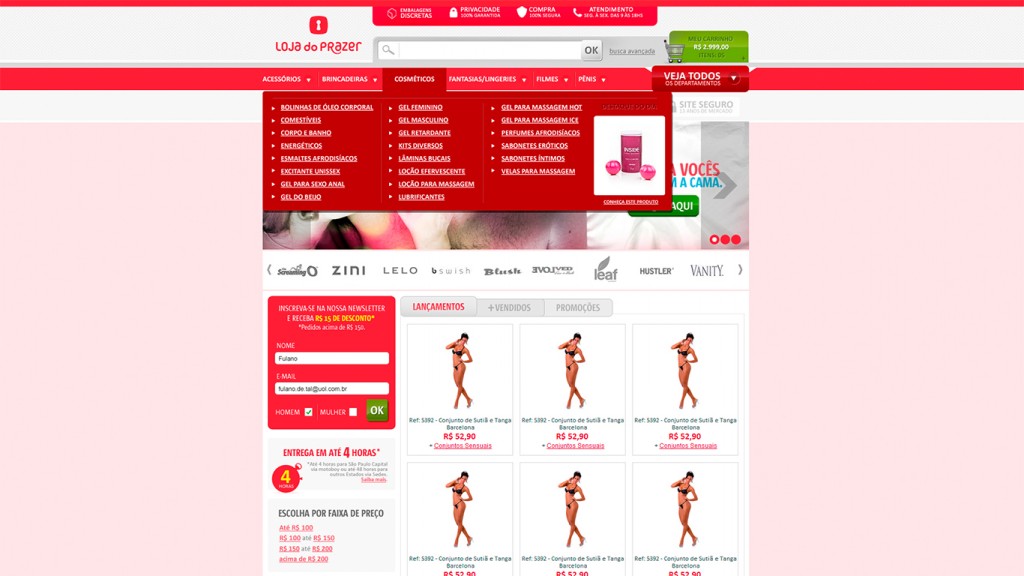 EMBALAGENS
DISCRETAS
PRIVACIDADE
100% GARANTIDA
COMPRA
100% SEGURA
ATENDIMENTO
SEG. À SEX. DAS 9 ÀS 18HS
LOJA do PRAZER
OK
busca avançada
MEU CARRINHO
R$ 2.999,00
ITENS: 05
ACESSÓRIOS
BRINCADEIRAS
COSMÉTICOS
FANTASIAS/LINGERIES
FILMES
PÊNIS
VEJA TODOS
OS DEPARTAMENTOS
BOLINHAS DE ÓLEO CORPORAL
COMESTÍVEIS
CORPO E BANHO
ENERGÉTICOS
ESMALTES AFRODISÍACOS
EXCITANTE UNISSEX
GEL PARA SEXO ANAL
GEL DO BEIJO
GEL FEMININO
GEL MASCULINO
GEL RETARDANTE
KITS DIVERSOS
LÂMINAS BUCAIS
LOÇÃO EFERVESCENTE
LOÇÃO PARA MASSAGEM
LUBRIFICANTES
GEL PARA MASSAGEM HOT
GEL PARA MASSAGEM ICE
PERFUMES AFRODISÍACOS
SABONETES ERÓTICOS
SABONETES ÍNTIMOS
VELAS PARA MASSAGEM
DESTAQUE DO DIA
INSIDE
CONHEÇA ESTE PRODUTO
SITE SEGURO
A VOCÊS
M A CAMA.
AQUI
Screaming O
ZINI
LELO
bswish
Blush
EVOLVED
leaf
HUSTLER
VANITY
INSCREVA-SE NA NOSSA NEWSLETTER
E RECEBA R$ 15 DE DESCONTO*
*Pedidos acima de R$ 150.
NOME
Fulano
E-MAIL
fulano.de.tal@uol.com.br
HOMEM
MULHER
OK
ENTREGA EM ATÉ 4 HORAS*
4
HORAS
*Até 4 horas para São Paulo Capital
via motoboy ou até 48 horas para
outros Estados via Sedex.
Saiba mais.
ESCOLHA POR FAIXA DE PREÇO
Até R$ 100
R$ 100 até R$ 150
R$ 150 até R$ 200
acima de R$ 200
LANÇAMENTOS
+VENDIDOS
PROMOÇÕES
Ref: 5392 - Conjunto de Sutiã e Tanga
Barcelona
R$ 52,90
+ Conjuntos Sensuais
Ref: 5392 - Conjunto de Sutiã e Tanga
Barcelona
R$ 52,90
+ Conjuntos Sensuais
Ref: 5392 - Conjunto de Sutiã e Tanga
Barcelona
R$ 52,90
+ Conjuntos Sensuais
Ref: 5392 - Conjunto de Sutiã e Tanga
Barcelona
R$ 52,90
Ref: 5392 - Conjunto de Sutiã e Tanga
Barcelona
R$ 52,90
Ref: 5392 - Conjunto de Sutiã e Tanga
Barcelona
R$ 52,90